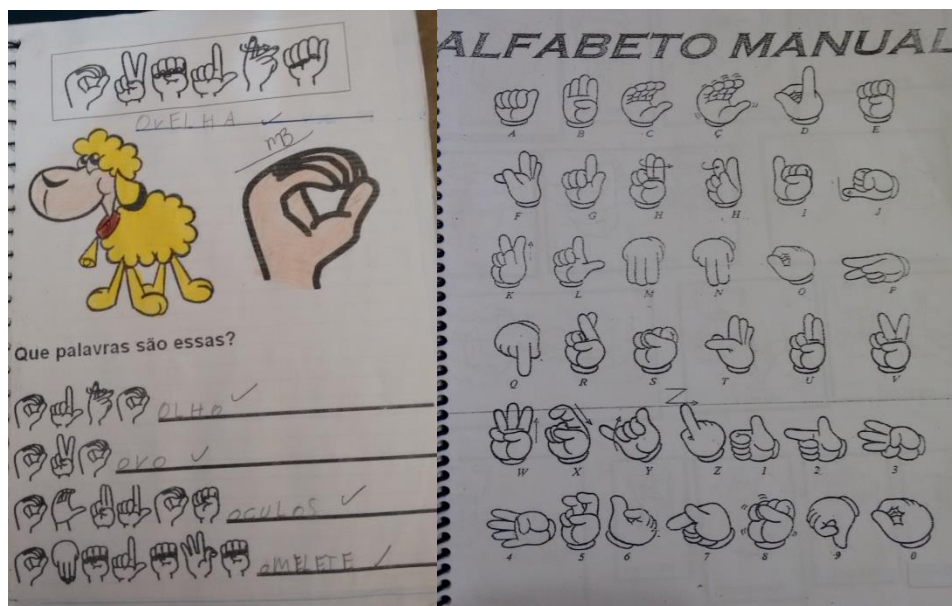 OVELHA
MB
Que palavras são essas?
OLHO
OVO
OCULOS
OMELETE
ALFABETO MANUAL
A B C Ç D E
F G H H I J
K L M N O P
Q R S T U V
W X Y Z 1 2 3
4 5 6 7 8 9 0